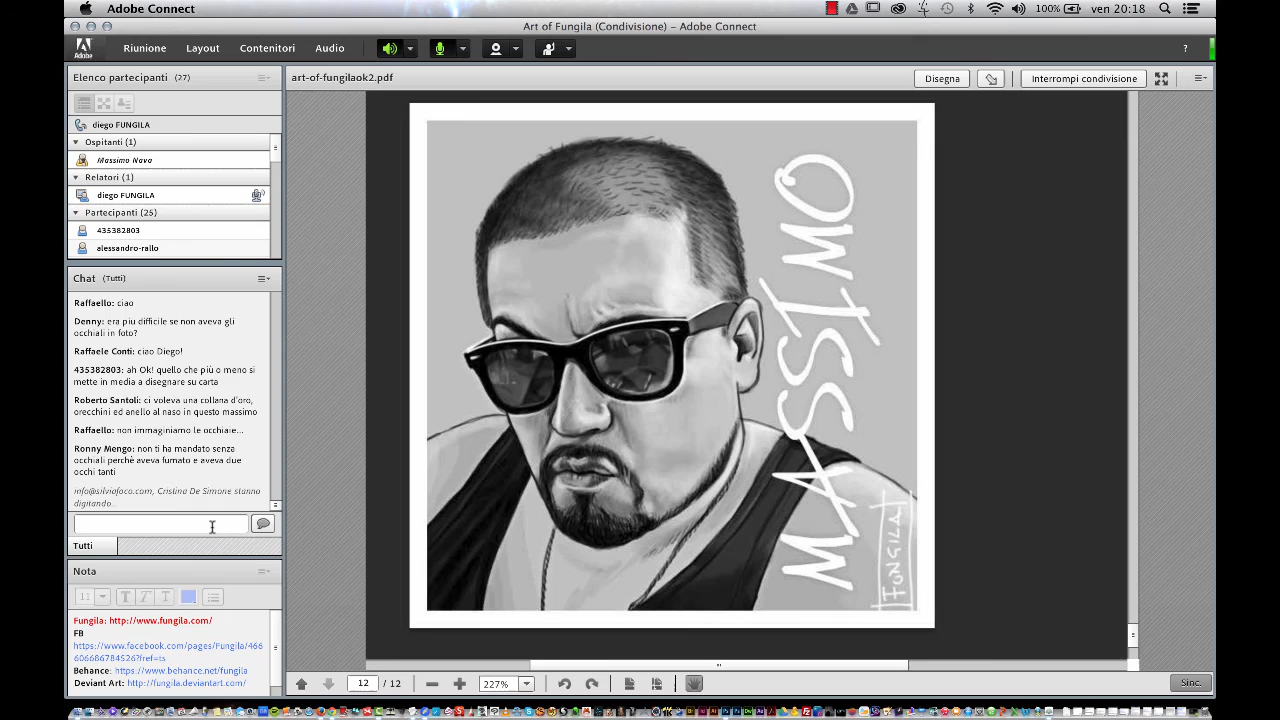 Adobe Connect
100%
ven 20:18
Art of Fungila (Condivisione) – Adobe Connect
Adobe
Riunione
Layout
Contenitori
Audio
?
Elenco partecipanti (27)
diego FUNGILA
Ospitanti (1)
Massimo Nava
Relatori (1)
diego FUNGILA
Partecipanti (25)
435382803
alessandro-rallo
Chat (Tutti)
Raffaello: ciao
Denny: era piu difficile se non aveva gli
occhiali in foto?
Raffaele Conti: ciao Diego!
435382803: ah Ok! quello che più o meno si
mette in media a disegnare su carta
Roberto Santoli: ci voleva una collana d'oro,
orecchini ed anello al naso in questo massimo
Raffaello: non immaginiamo le occhiaie...
Ronny Mengo: non ti ha mandato senza
occhiali perchè aveva fumato e aveva due
occhi tanti
info@silviofoco.com, Cristina De Simone stanno
digitando...
Tutti
Nota
11
T T T
Fungila: http://www.fungila.com/
FB
https://www.facebook.com/pages/Fungila/466
606686784526?ref=ts
Behance: https://www.behance.net/fungila
Deviant Art: http://fungila.deviantart.com/
art-of-fungilaok2.pdf
Disegna
Interrompi condivisione
MASSIMO
FUNGILA
12 / 12
227%
Sinc.